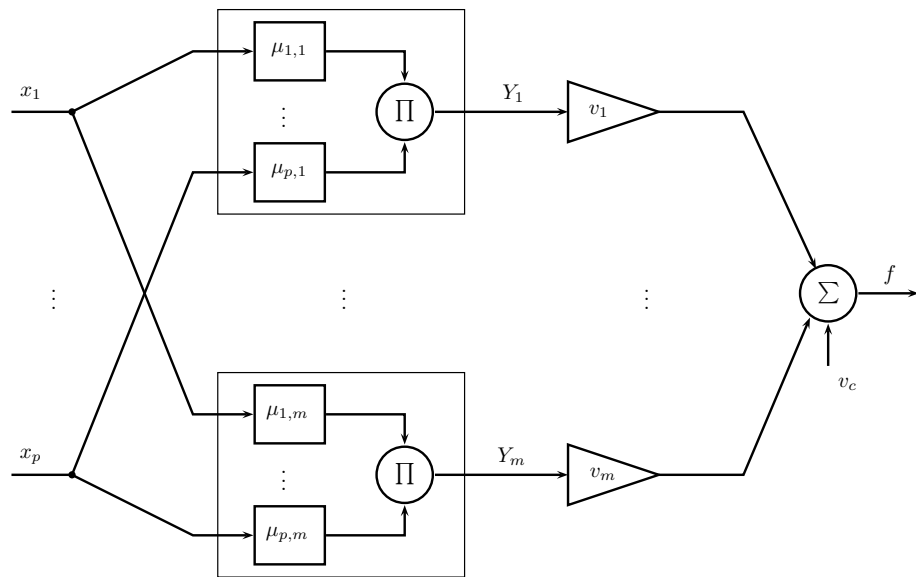 μ1,1
x1
⋮
∏
Y1
v1
μp,1
⋮
⋮
⋮
∑
f
vc
μ1,m
xp
⋮
∏
Ym
vm
μp,m